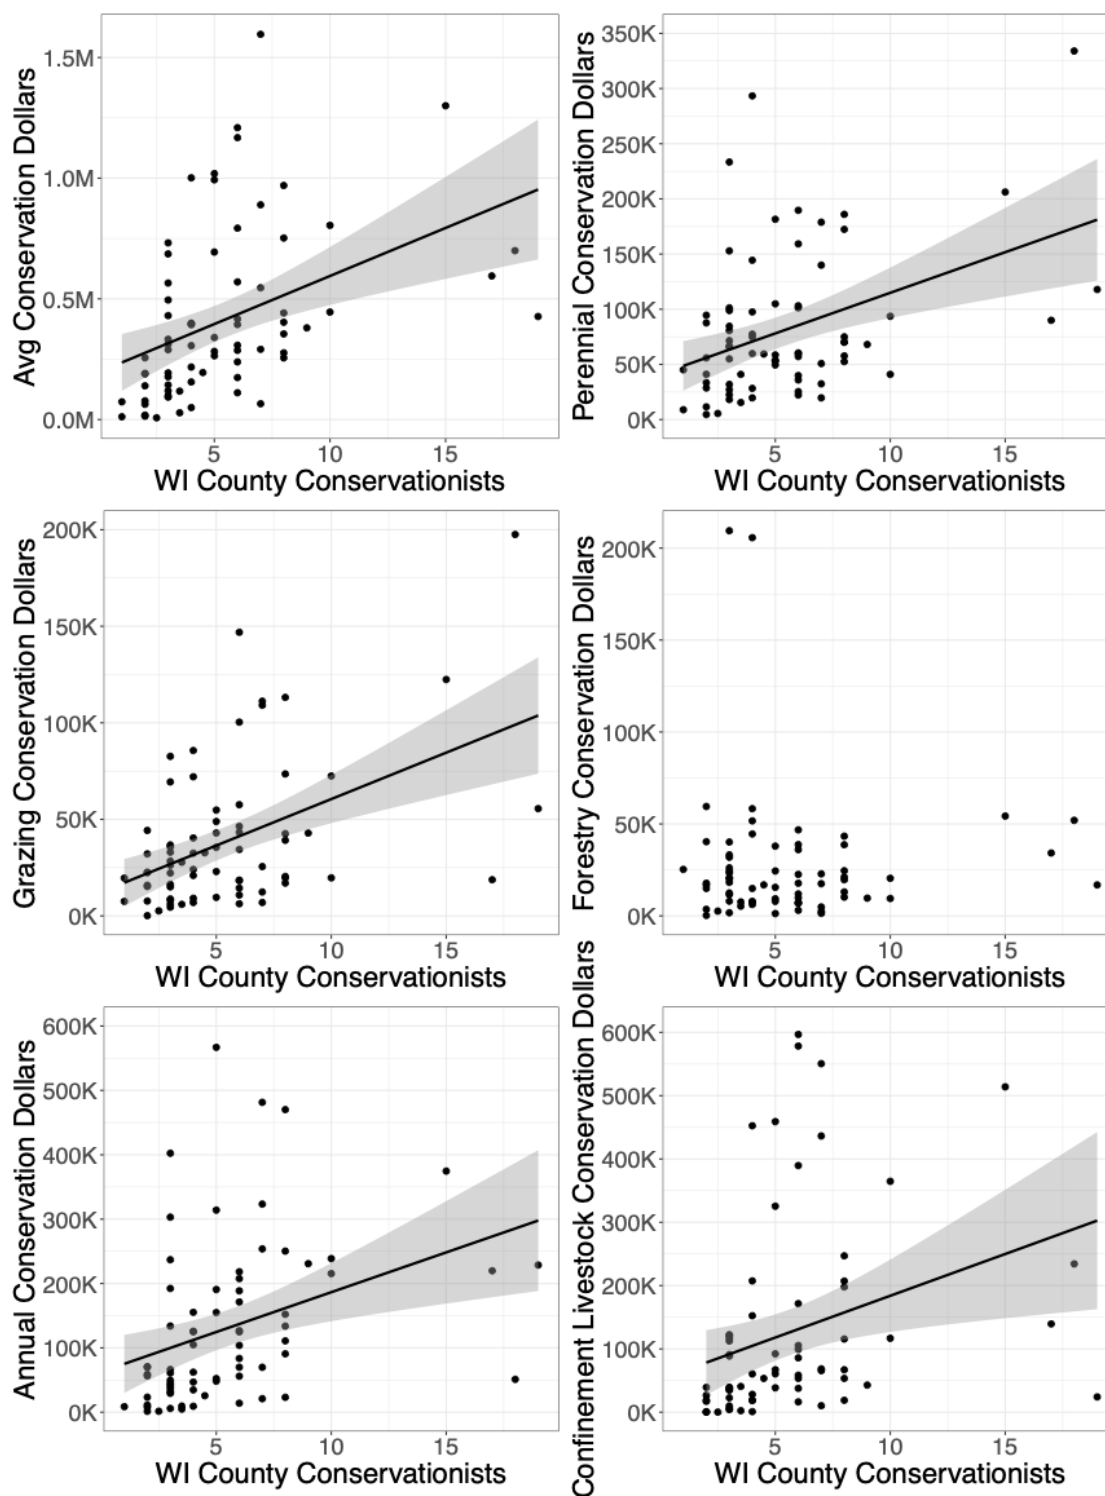 Avg Conservation Dollars
1.5M
1.0M
0.5M
0.0M
5 10 15
WI County Conservationists
Perennial Conservation Dollars
350K
300K
250K
200K
150K
100K
50K
0K
5 10 15
WI County Conservationists
Grazing Conservation Dollars
200K
150K
100K
50K
0K
5 10 15
WI County Conservationists
Forestry Conservation Dollars
200K
150K
100K
50K
0K
5 10 15
WI County Conservationists
Annual Conservation Dollars
600K
500K
400K
300K
200K
100K
0K
5 10 15
WI County Conservationists
Confinement Livestock Conservation Dollars
600K
500K
400K
300K
200K
100K
0K
5 10 15
WI County Conservationists